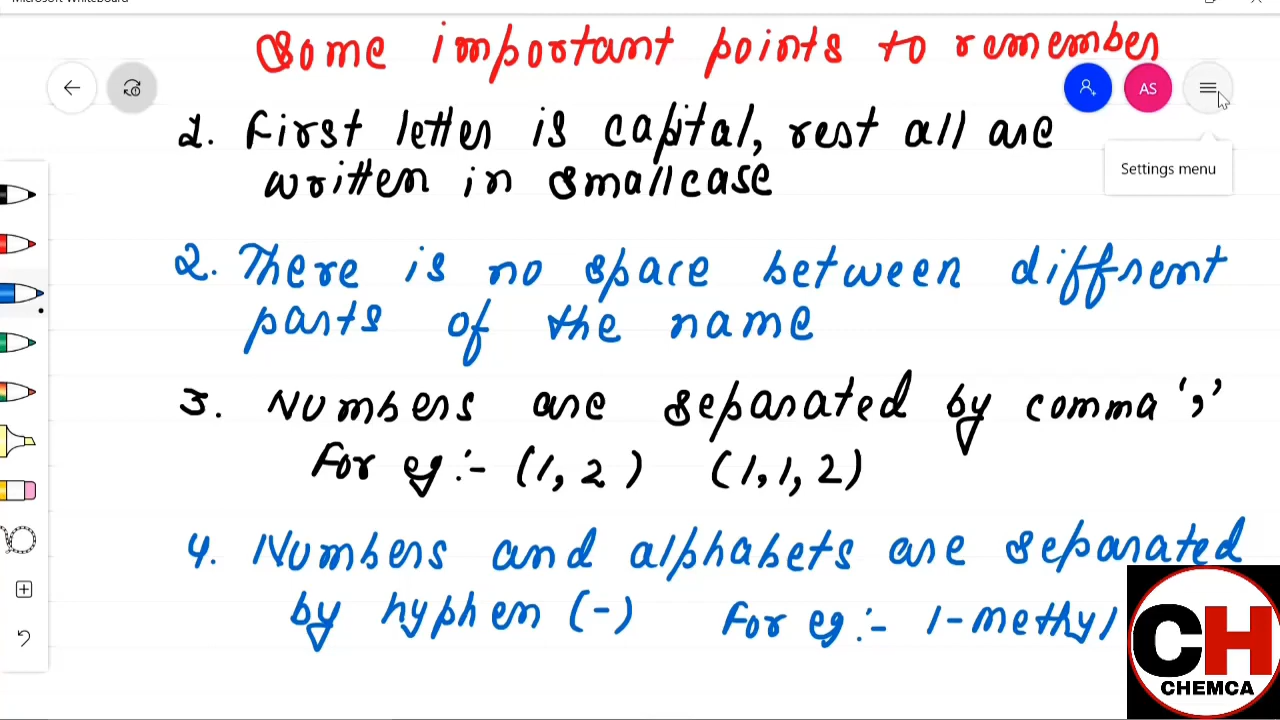 Some important points to remember
AS
1. First letter is capital, rest all are
written in smallcase
Settings menu
2. There is no space between diffrent
parts of the name
3. Numbers are separated by comma ','
For eg:- (1,2) (1,1,2)
4. Numbers and alphabets are separated
by hyphen (-) For eg:- 1-methyl
CH
CHEMCA